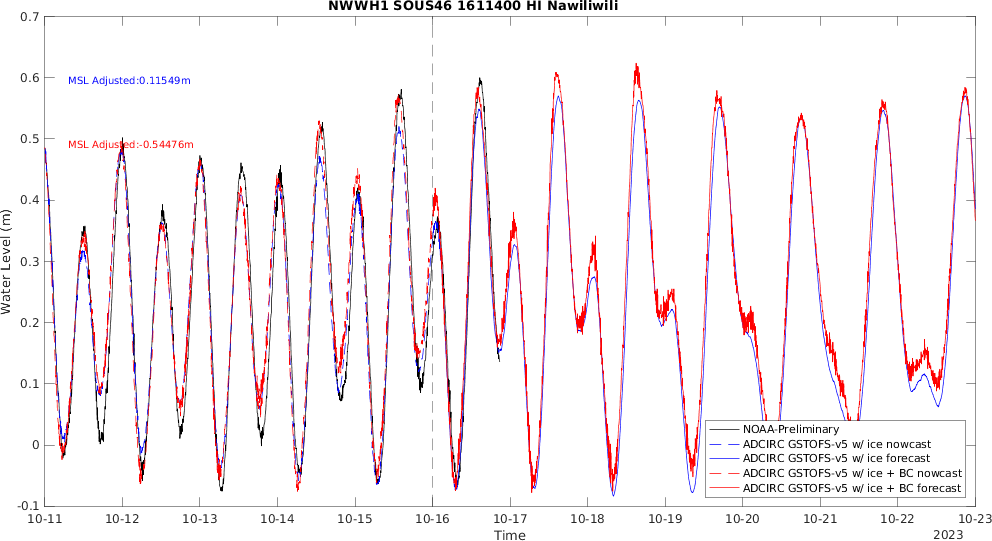 NWWH1 SOUS46 1611400 HI Nawiliwili
0.7
0.6
0.5
0.4
0.3
0.2
0.1
0
-0.1
Water Level (m)
MSL Adjusted:0.11549m
MSL Adjusted:-0.54476m
NOAA-Preliminary
ADCIRC GSTOFS-v5 w/ ice nowcast
ADCIRC GSTOFS-v5 w/ ice forecast
ADCIRC GSTOFS-v5 w/ ice + BC nowcast
ADCIRC GSTOFS-v5 w/ ice + BC forecast
10-11 10-12 10-13 10-14 10-15 10-16 10-17 10-18 10-19 10-20 10-21 10-22 10-23
Time
2023